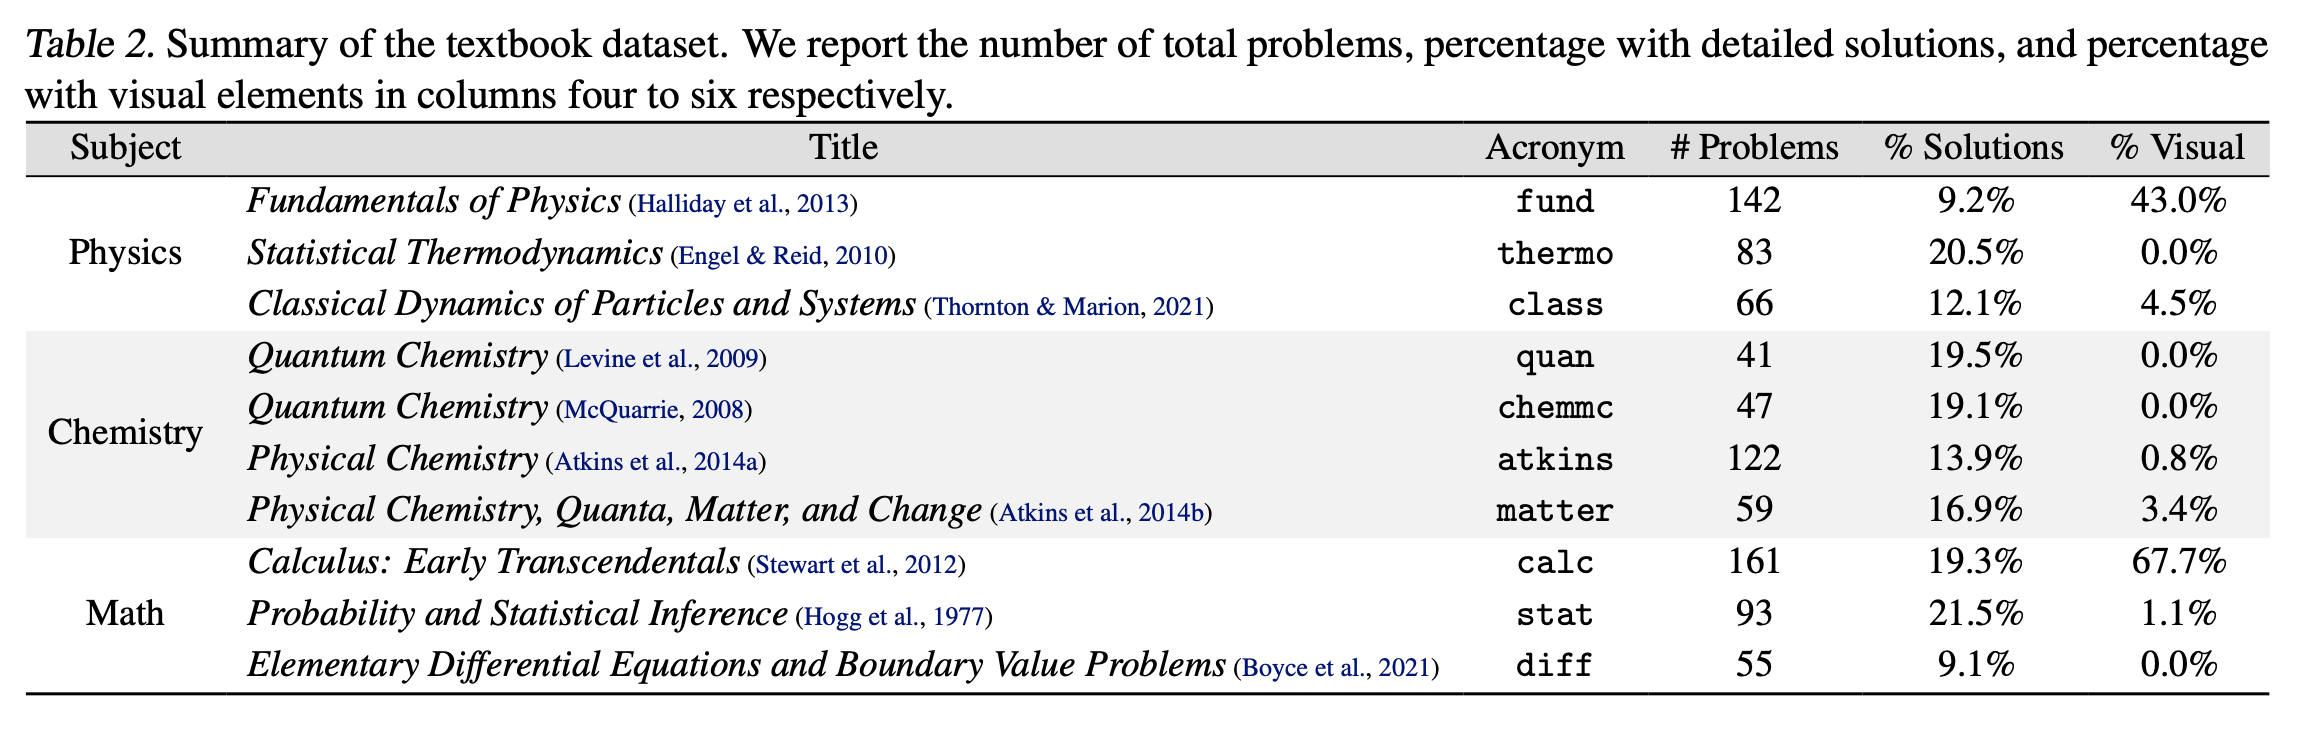 Table 2. Summary of the textbook dataset. We report the number of total problems, percentage with detailed solutions, and percentage
with visual elements in columns four to six respectively.
Subject Title Acronym # Problems % Solutions % Visual
Physics
Fundamentals of Physics (Halliday et al., 2013) fund 142 9.2% 43.0%
Statistical Thermodynamics (Engel & Reid, 2010) thermo 83 20.5% 0.0%
Classical Dynamics of Particles and Systems (Thornton & Marion, 2021) class 66 12.1% 4.5%
Chemistry
Quantum Chemistry (Levine et al., 2009) quan 41 19.5% 0.0%
Quantum Chemistry (McQuarrie, 2008) chemmc 47 19.1% 0.0%
Physical Chemistry (Atkins et al., 2014a) atkins 122 13.9% 0.8%
Physical Chemistry, Quanta, Matter, and Change (Atkins et al., 2014b) matter 59 16.9% 3.4%
Math
Calculus: Early Transcendentals (Stewart et al., 2012) calc 161 19.3% 67.7%
Probability and Statistical Inference (Hogg et al., 1977) stat 93 21.5% 1.1%
Elementary Differential Equations and Boundary Value Problems (Boyce et al., 2021) diff 55 9.1% 0.0%